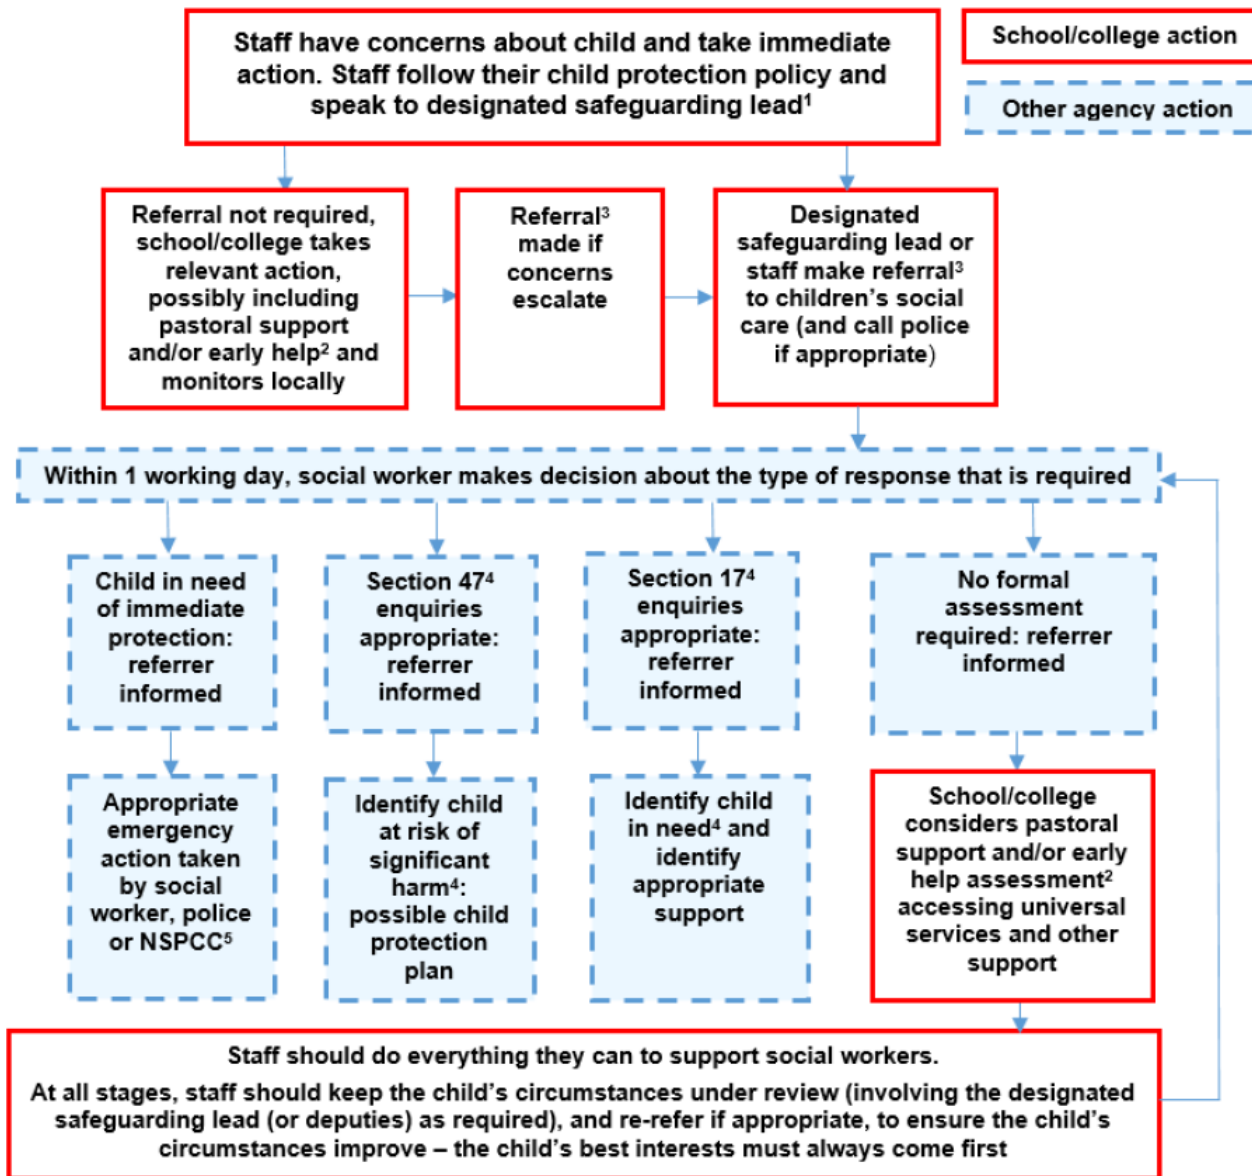 Staff have concerns about child and take immediate
action. Staff follow their child protection policy and
speak to designated safeguarding lead¹
School/college action
Other agency action
Referral not required,
school/college takes
relevant action,
possibly including
pastoral support
and/or early help² and
monitors locally
Referral³
made if
concerns
escalate
Designated
safeguarding lead or
staff make referral³
to children’s social
care (and call police
if appropriate)
Within 1 working day, social worker makes decision about the type of response that is required
Child in need
of immediate
protection:
referrer
informed
Section 47⁴
enquiries
appropriate:
referrer
informed
Section 17⁴
enquiries
appropriate:
referrer
informed
No formal
assessment
required: referrer
informed
Appropriate
emergency
action taken
by social
worker, police
or NSPCC⁵
Identify child
at risk of
significant
harm⁴:
possible child
protection
plan
Identify child
in need⁴ and
identify
appropriate
support
School/college
considers pastoral
support and/or early
help assessment²
accessing universal
services and other
support
Staff should do everything they can to support social workers.
At all stages, staff should keep the child’s circumstances under review (involving the designated
safeguarding lead (or deputies) as required), and re-refer if appropriate, to ensure the child’s
circumstances improve – the child’s best interests must always come first